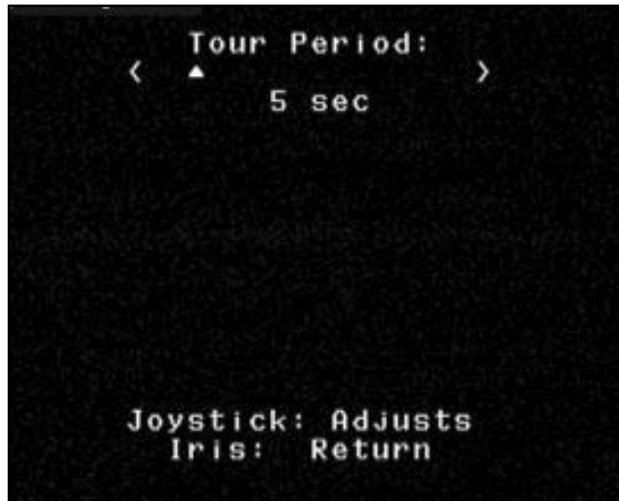 Tour Period:
< ▲ >
5 sec
Joystick: Adjusts
Iris: Return